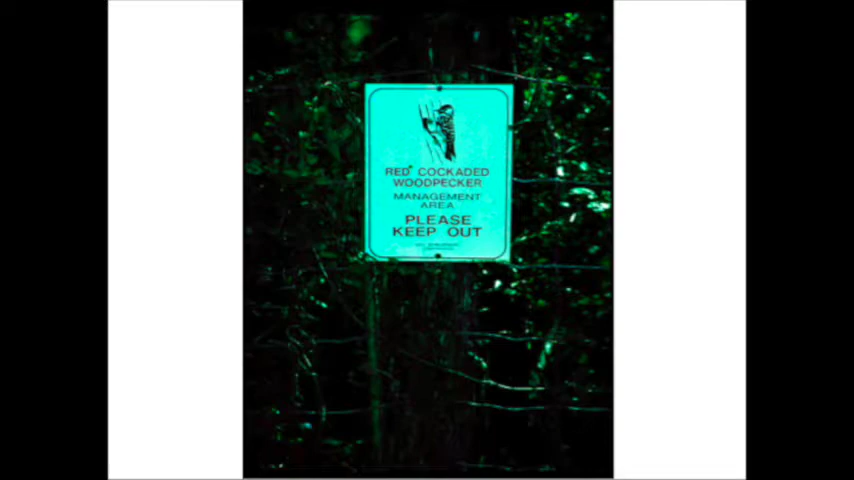 RED COCKADED
WOODPECKER
MANAGEMENT
AREA
PLEASE
KEEP OUT